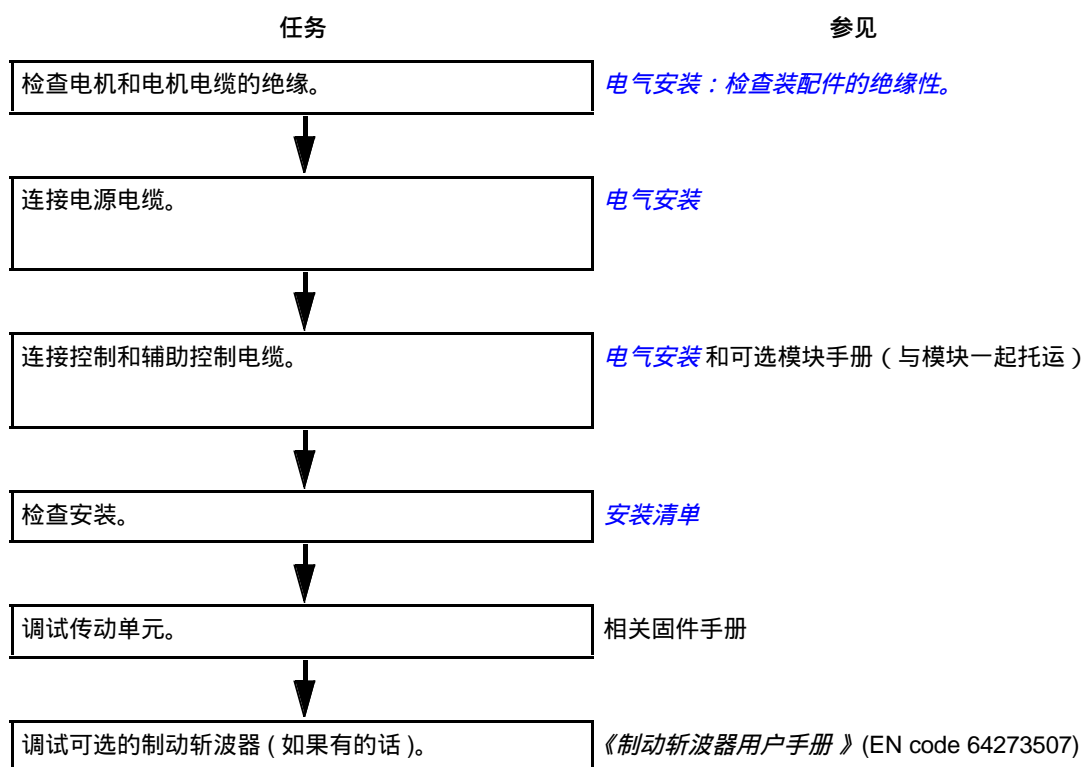 任务 参见
检查电机和电机电缆的绝缘。 电气安装：检查装配件的绝缘性。
连接电源电缆。 电气安装
连接控制和辅助控制电缆。 电气安装 和可选模块手册（与模块一起托运）
检查安装。 安装清单
调试传动单元。 相关固件手册
调试可选的制动斩波器 ( 如果有的话 )。 《制动斩波器用户手册 》(EN code 64273507)